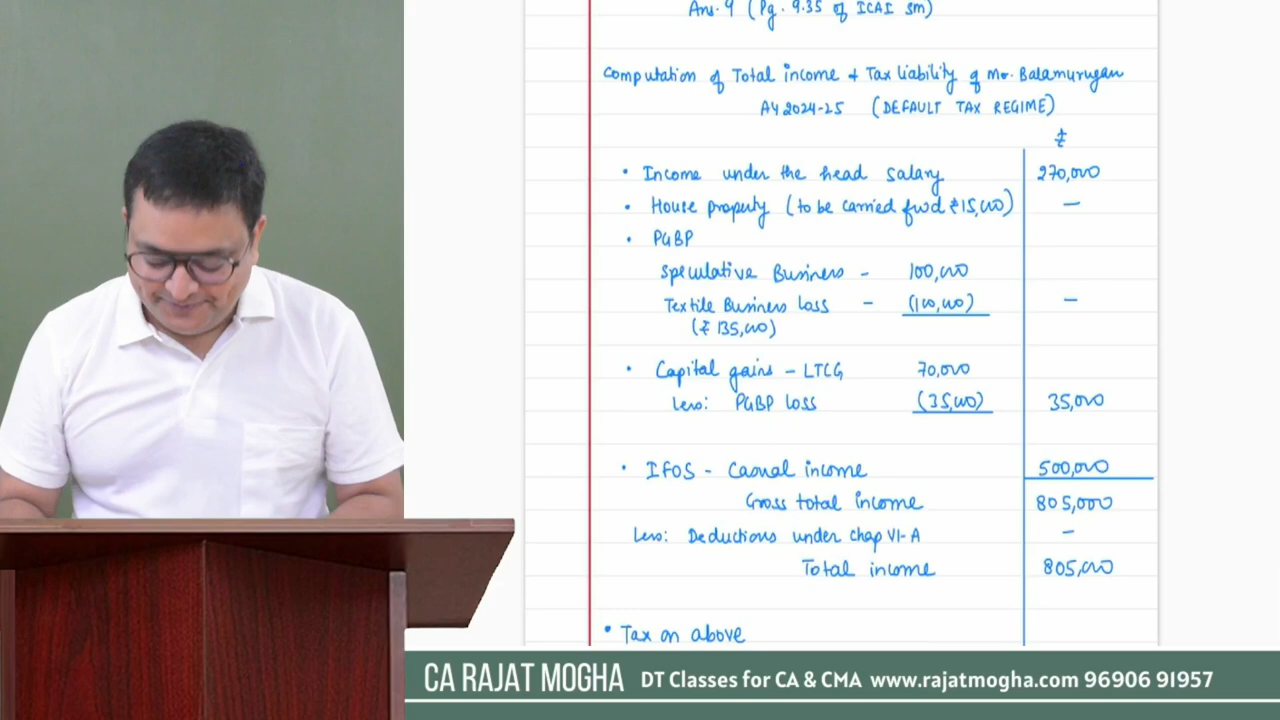 Ans. 9 (Pg. 9.35 of ICAI SM)
Computation of Total income & Tax liability of Mr. Balamurugan
AY 2024-25 (DEFAULT TAX REGIME)
₹
• Income under the head salary 270,000
• House property (to be carried fwd ₹15,000) —
• PGBP
Speculative Business - 100,000
Textile Business Loss - (100,000) —
(₹ 135,000)
• Capital gains - LTCG 70,000
Less: PGBP loss (35,000) 35,000
• IFOS - Casual income 500,000
Gross total income 805,000
Less: Deductions under chap VI-A —
Total income 805,000
• Tax on above
CA RAJAT MOGHA DT Classes for CA & CMA www.rajatmogha.com 96906 91957